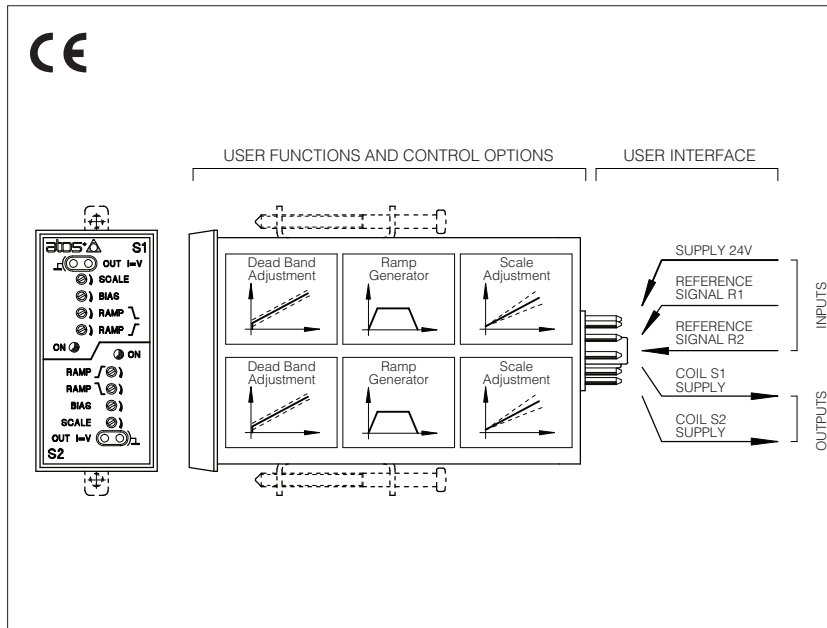 CE
USER FUNCTIONS AND CONTROL OPTIONS
USER INTERFACE
atos
S1
OUT I=V
SCALE
BIAS
RAMP
RAMP
ON
ON
RAMP
RAMP
BIAS
SCALE
OUT I=V
S2
Dead Band
Adjustment
Ramp
Generator
Scale
Adjustment
Dead Band
Adjustment
Ramp
Generator
Scale
Adjustment
SUPPLY 24V
REFERENCE
SIGNAL R1
REFERENCE
SIGNAL R2
COIL S1
SUPPLY
COIL S2
SUPPLY
INPUTS
OUTPUTS